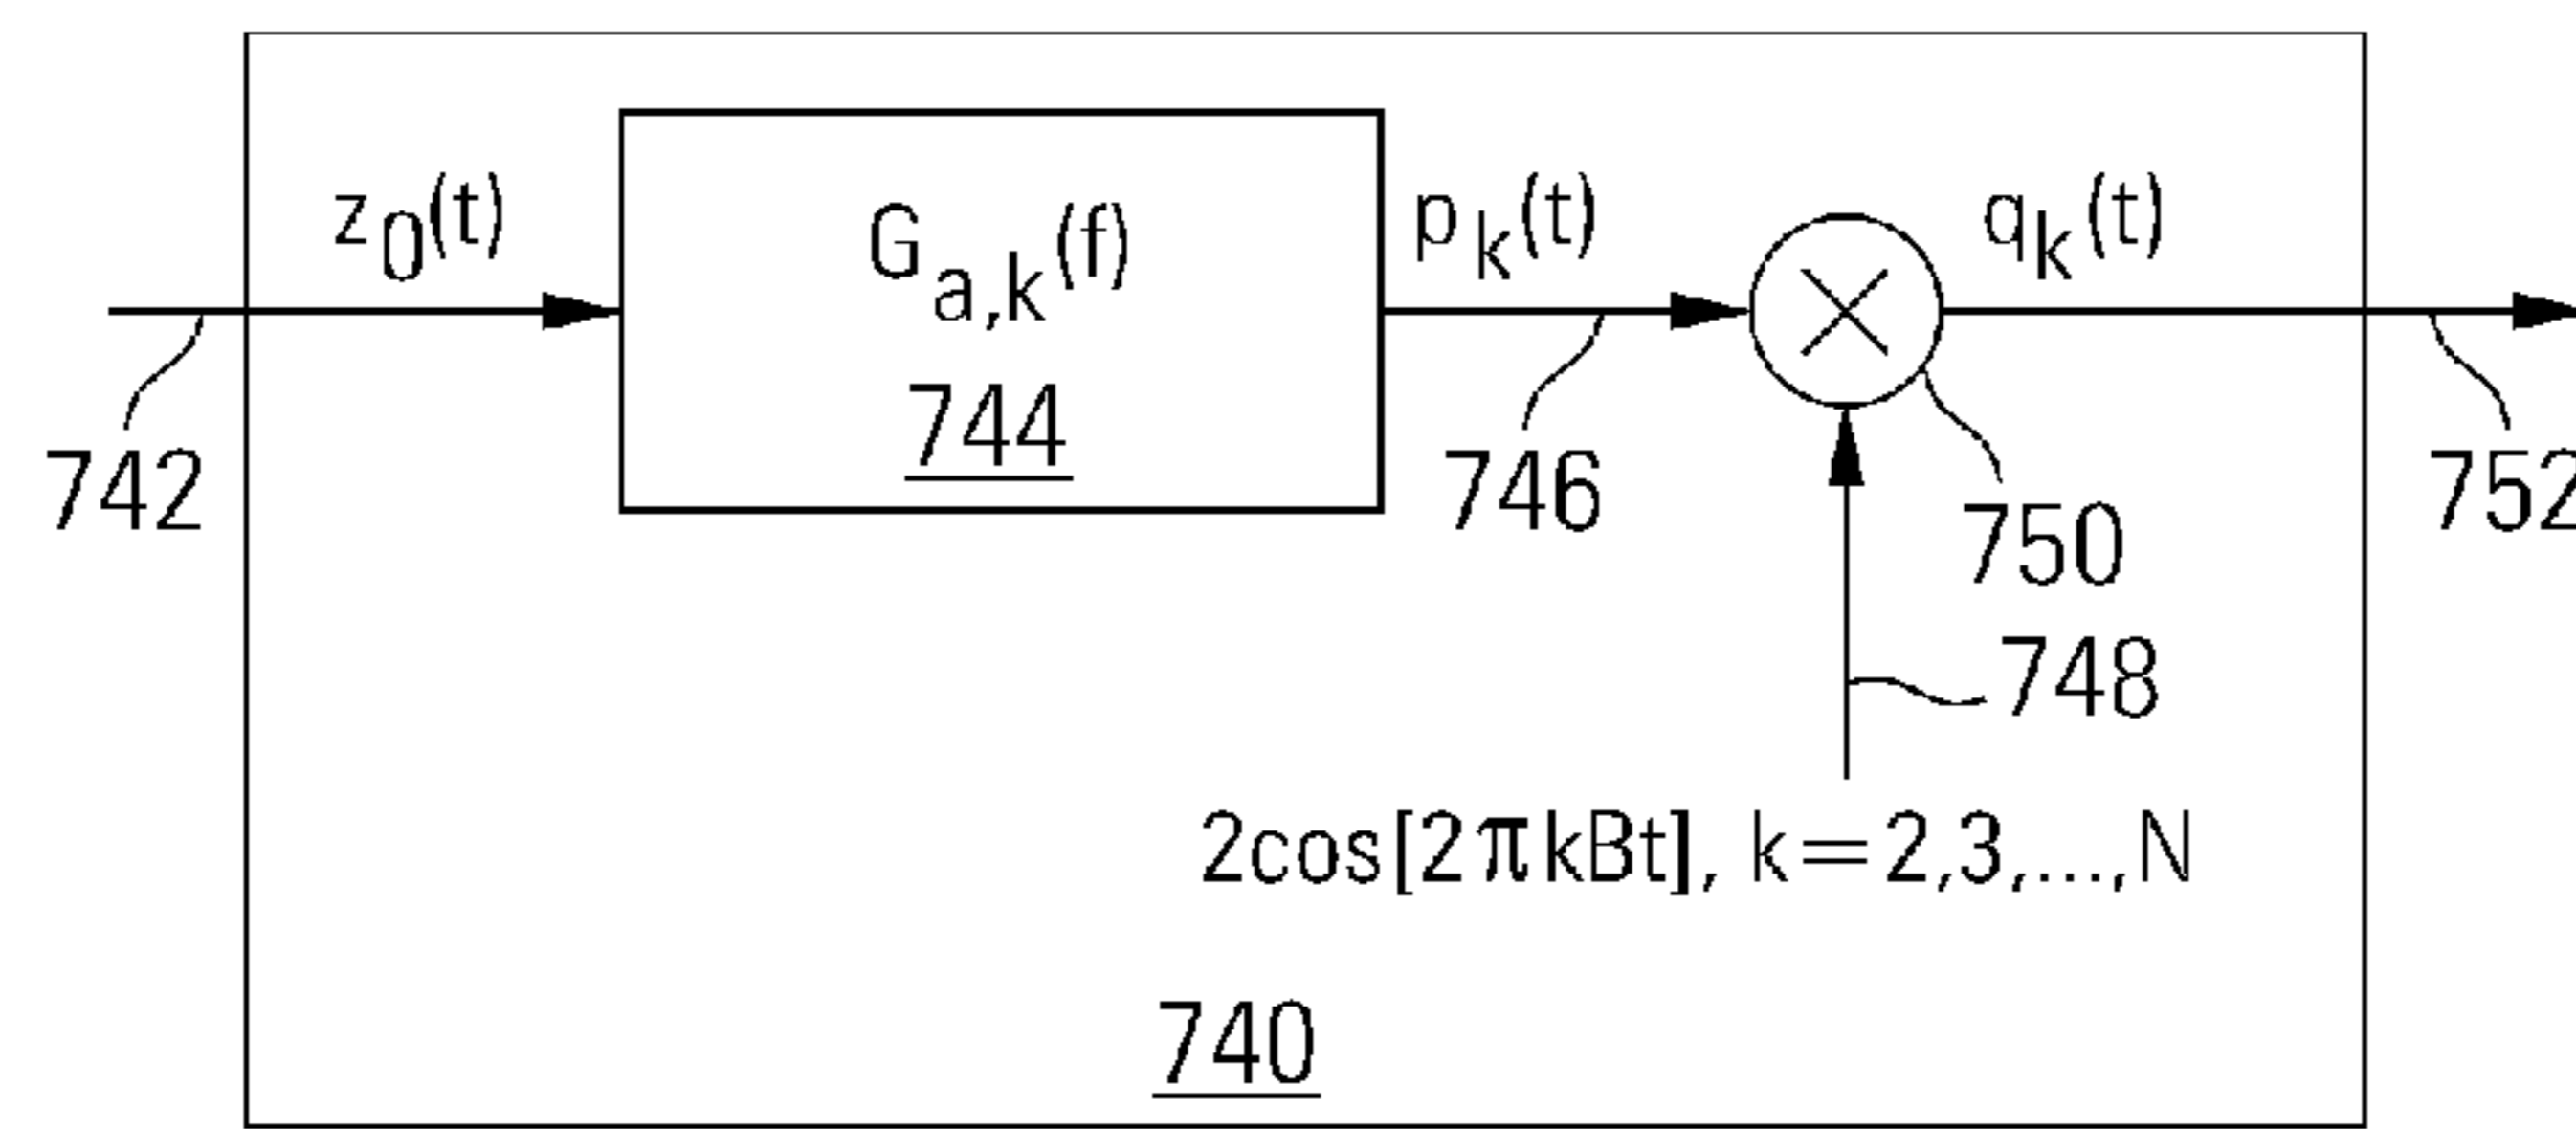 z0(t)
Ga,k(f)
744
pk(t)
qk(t)
742
746
750
752
748
2cos[2πkBt], k=2,3,...,N
740